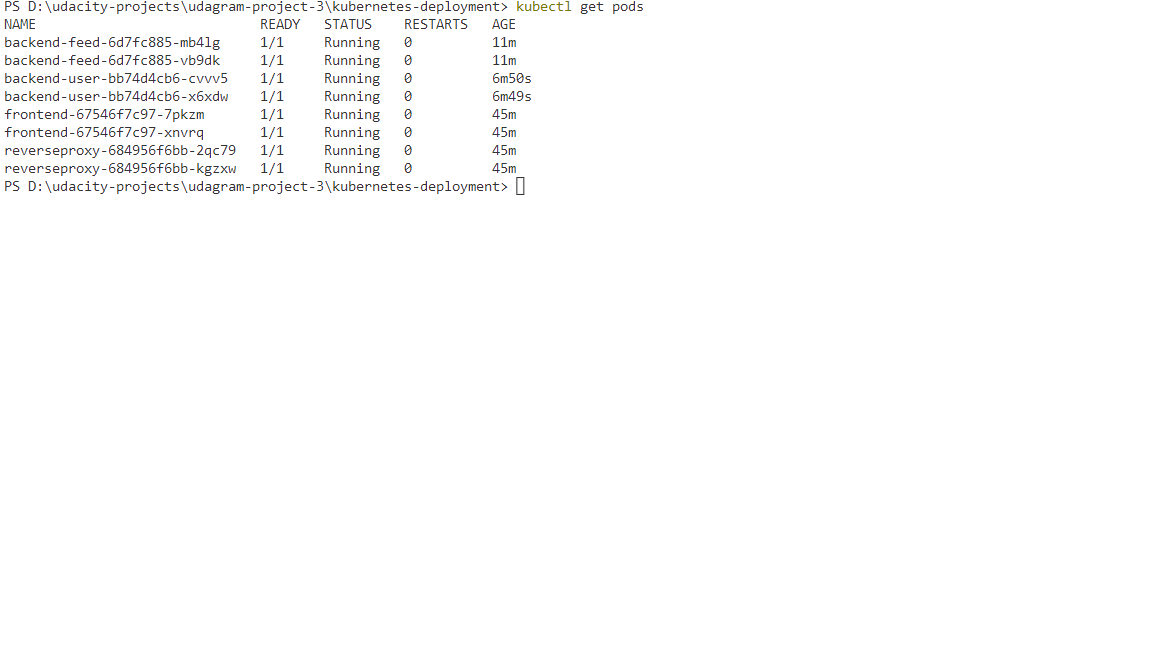 PS D:\udacity-projects\udagram-project-3\kubernetes-deployment> kubectl get pods
NAME                            READY   STATUS    RESTARTS   AGE
backend-feed-6d7fc885-mb4lg     1/1     Running   0          11m
backend-feed-6d7fc885-vb9dk     1/1     Running   0          11m
backend-user-bb74d4cb6-cvvv5    1/1     Running   0          6m50s
backend-user-bb74d4cb6-x6xdw    1/1     Running   0          6m49s
frontend-67546f7c97-7pkzm       1/1     Running   0          45m
frontend-67546f7c97-xnvrq       1/1     Running   0          45m
reverseproxy-684956f6bb-2qc79   1/1     Running   0          45m
reverseproxy-684956f6bb-kgzxw   1/1     Running   0          45m
PS D:\udacity-projects\udagram-project-3\kubernetes-deployment>